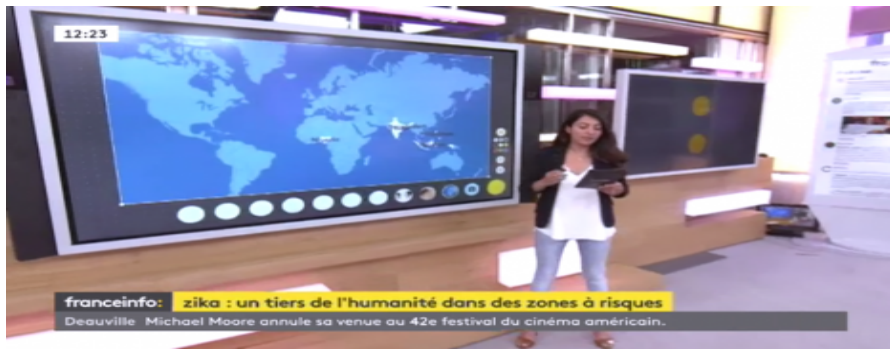 12:23
franceinfo: zika : un tiers de l'humanité dans des zones à risques
Deauville Michael Moore annule sa venue au 42e festival du cinéma américain.